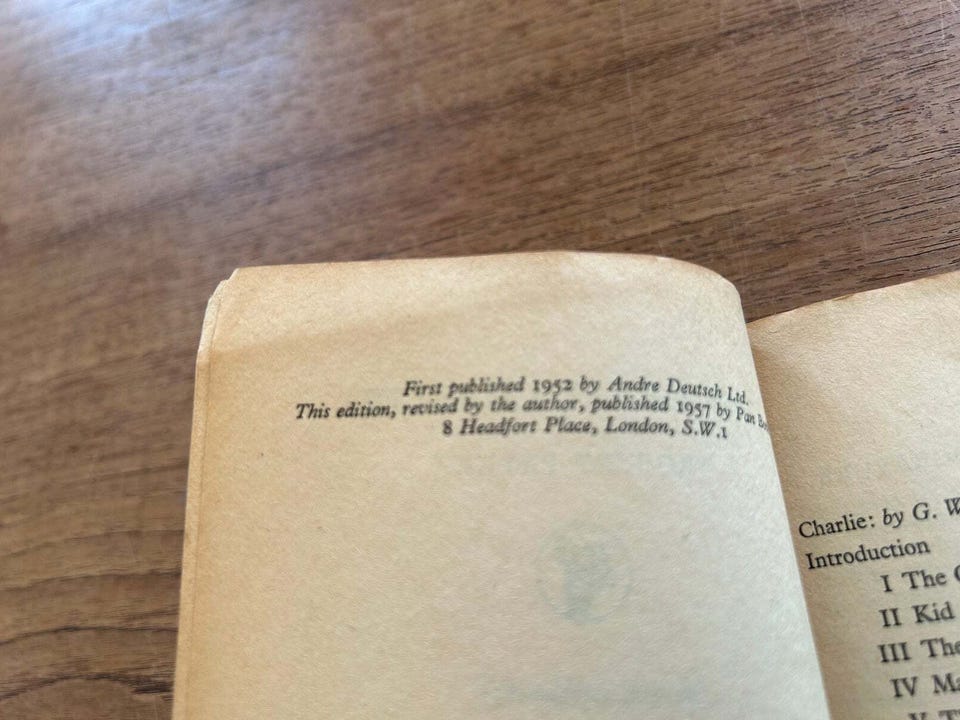 First published 1952 by Andre Deutsch Ltd.
This edition, revised by the author, published 1957 by Pan
8 Headfort Place, London, S.W.1
Charlie: by G. W
Introduction
I The
II Kid
III The
IV
V